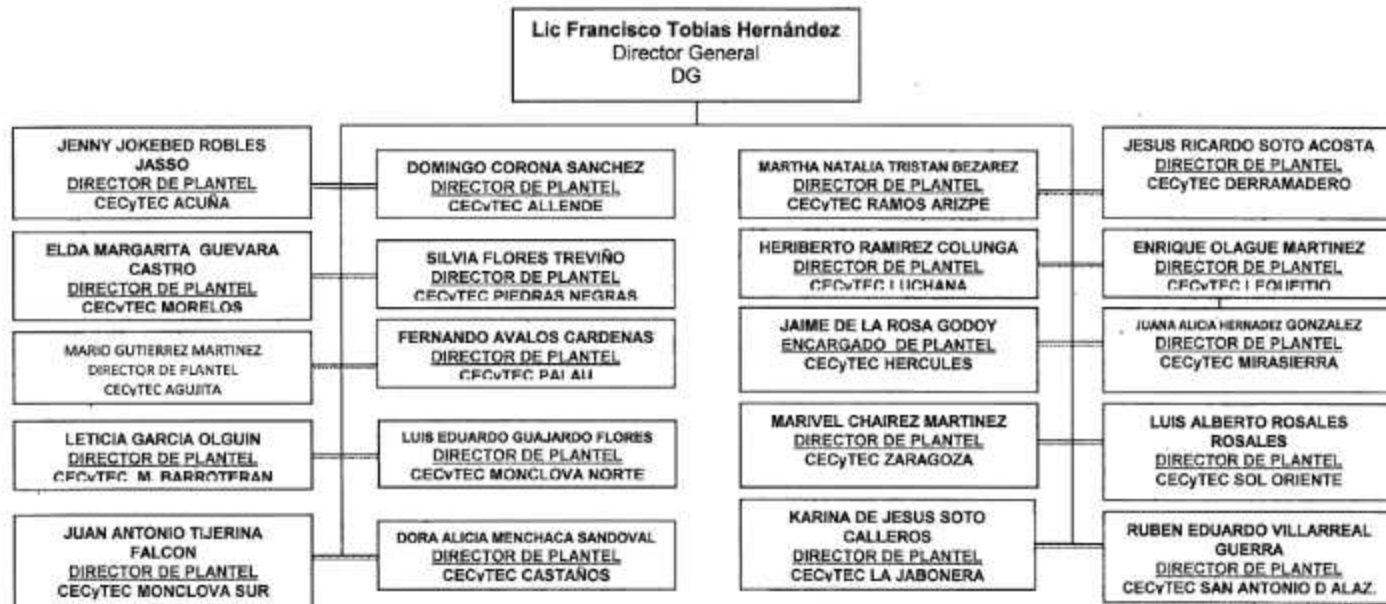 Lic Francisco Tobias Hernández
Director General
DG
JENNY JOKEBED ROBLES
JASSO
DIRECTOR DE PLANTEL
CECyTEC ACUÑA
DOMINGO CORONA SANCHEZ
DIRECTOR DE PLANTEL
CECyTEC ALLENDE
MARTHA NATALIA TRISTAN BEZAREZ
DIRECTOR DE PLANTEL
CECyTEC RAMOS ARIZPE
JESUS RICARDO SOTO ACOSTA
DIRECTOR DE PLANTEL
CECyTEC DERRAMADERO
ELDA MARGARITA GUEVARA
CASTRO
DIRECTOR DE PLANTEL
CECyTEC MORELOS
SILVIA FLORES TREVIÑO
DIRECTOR DE PLANTEL
CECyTEC PIEDRAS NEGRAS
HERIBERTO RAMIREZ COLUNGA
DIRECTOR DE PLANTEL
CECyTEC LUCHANA
ENRIQUE OLAGUE MARTINEZ
DIRECTOR DE PLANTEL
CECyTEC LEQUEITIO
MARIO GUTIERREZ MARTINEZ
DIRECTOR DE PLANTEL
CECyTEC AGUJITA
FERNANDO AVALOS CARDENAS
DIRECTOR DE PLANTEL
CECyTEC PALAU
JAIME DE LA ROSA GODOY
ENCARGADO DE PLANTEL
CECyTEC HERCULES
JUANA ALICIA HERNADEZ GONZALEZ
DIRECTOR DE PLANTEL
CECyTEC MIRASIERRA
LETICIA GARCIA OLGUIN
DIRECTOR DE PLANTEL
CECyTEC M. BARROTERAN
LUIS EDUARDO GUAJARDO FLORES
DIRECTOR DE PLANTEL
CECyTEC MONCLOVA NORTE
MARIVEL CHAIREZ MARTINEZ
DIRECTOR DE PLANTEL
CECyTEC ZARAGOZA
LUIS ALBERTO ROSALES
ROSALES
DIRECTOR DE PLANTEL
CECyTEC SOL ORIENTE
JUAN ANTONIO TIJERINA
FALCON
DIRECTOR DE PLANTEL
CECyTEC MONCLOVA SUR
DORA ALICIA MENCHACA SANDOVAL
DIRECTOR DE PLANTEL
CECyTEC CASTAÑOS
KARINA DE JESUS SOTO
CALLEROS
DIRECTOR DE PLANTEL
CECyTEC LA JABONERA
RUBEN EDUARDO VILLARREAL
GUERRA
DIRECTOR DE PLANTEL
CECyTEC SAN ANTONIO D ALAZ.